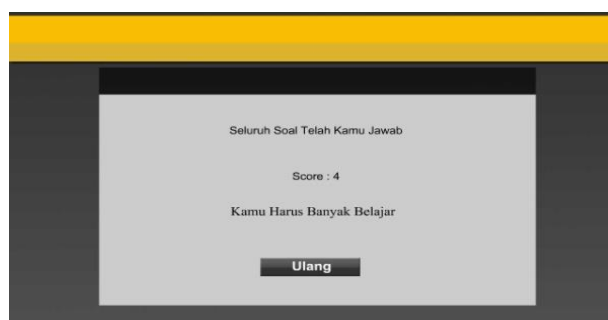 Seluruh Soal Telah Kamu Jawab
Score : 4
Kamu Harus Banyak Belajar
Ulang